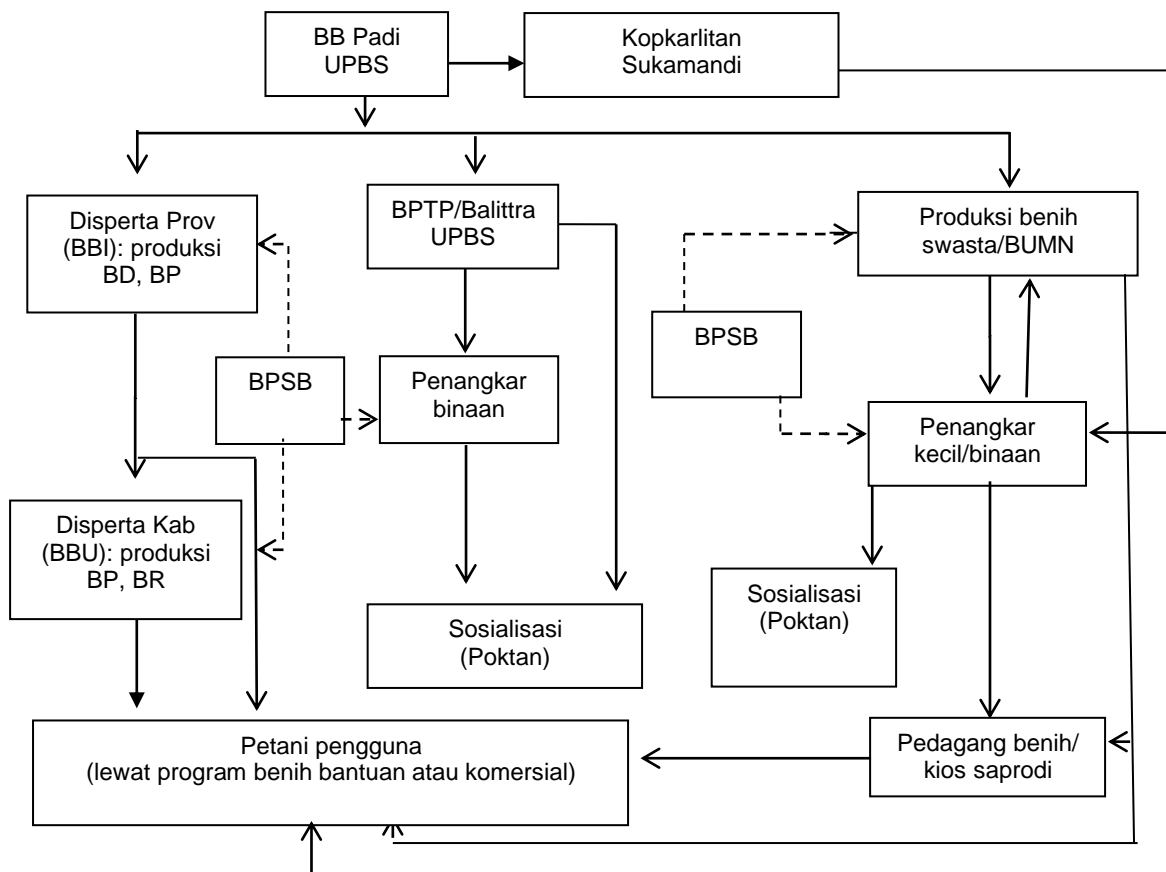 BB Padi
UPBS
Kopkarlitan
Sukamandi
Disperta Prov
(BBI): produksi
BD, BP
BPTP/Balittra
UPBS
Produksi benih
swasta/BUMN
BPSB
Penangkar
binaan
BPSB
Penangkar
kecil/binaan
Disperta Kab
(BBU): produksi
BP, BR
Sosialisasi
(Poktan)
Sosialisasi
(Poktan)
Petani pengguna
(lewat program benih bantuan atau komersial)
Pedagang benih/
kios saprodi